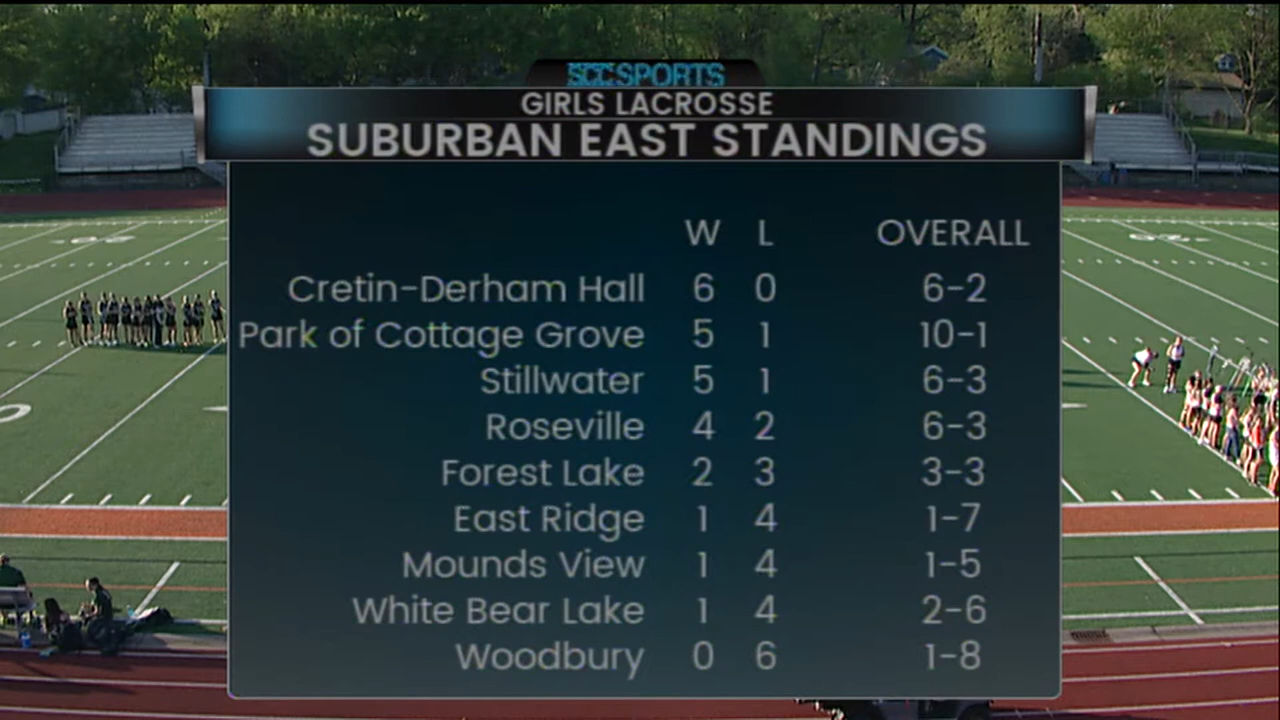 SCC SPORTS
GIRLS LACROSSE
SUBURBAN EAST STANDINGS
W L OVERALL
Cretin-Derham Hall 6 0 6-2
Park of Cottage Grove 5 1 10-1
Stillwater 5 1 6-3
Roseville 4 2 6-3
Forest Lake 2 3 3-3
East Ridge 1 4 1-7
Mounds View 1 4 1-5
White Bear Lake 1 4 2-6
Woodbury 0 6 1-8